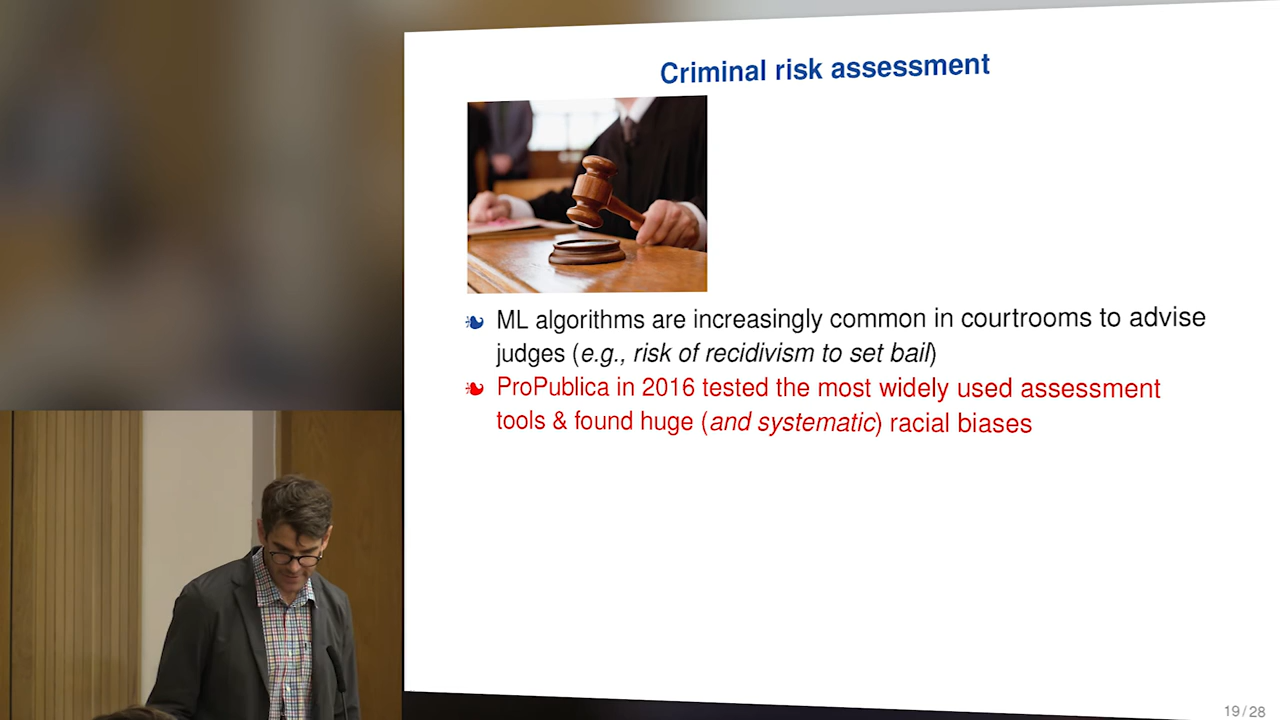 Criminal risk assessment
ML algorithms are increasingly common in courtrooms to advise
judges (e.g., risk of recidivism to set bail)
ProPublica in 2016 tested the most widely used assessment
tools & found huge (and systematic) racial biases
19/28